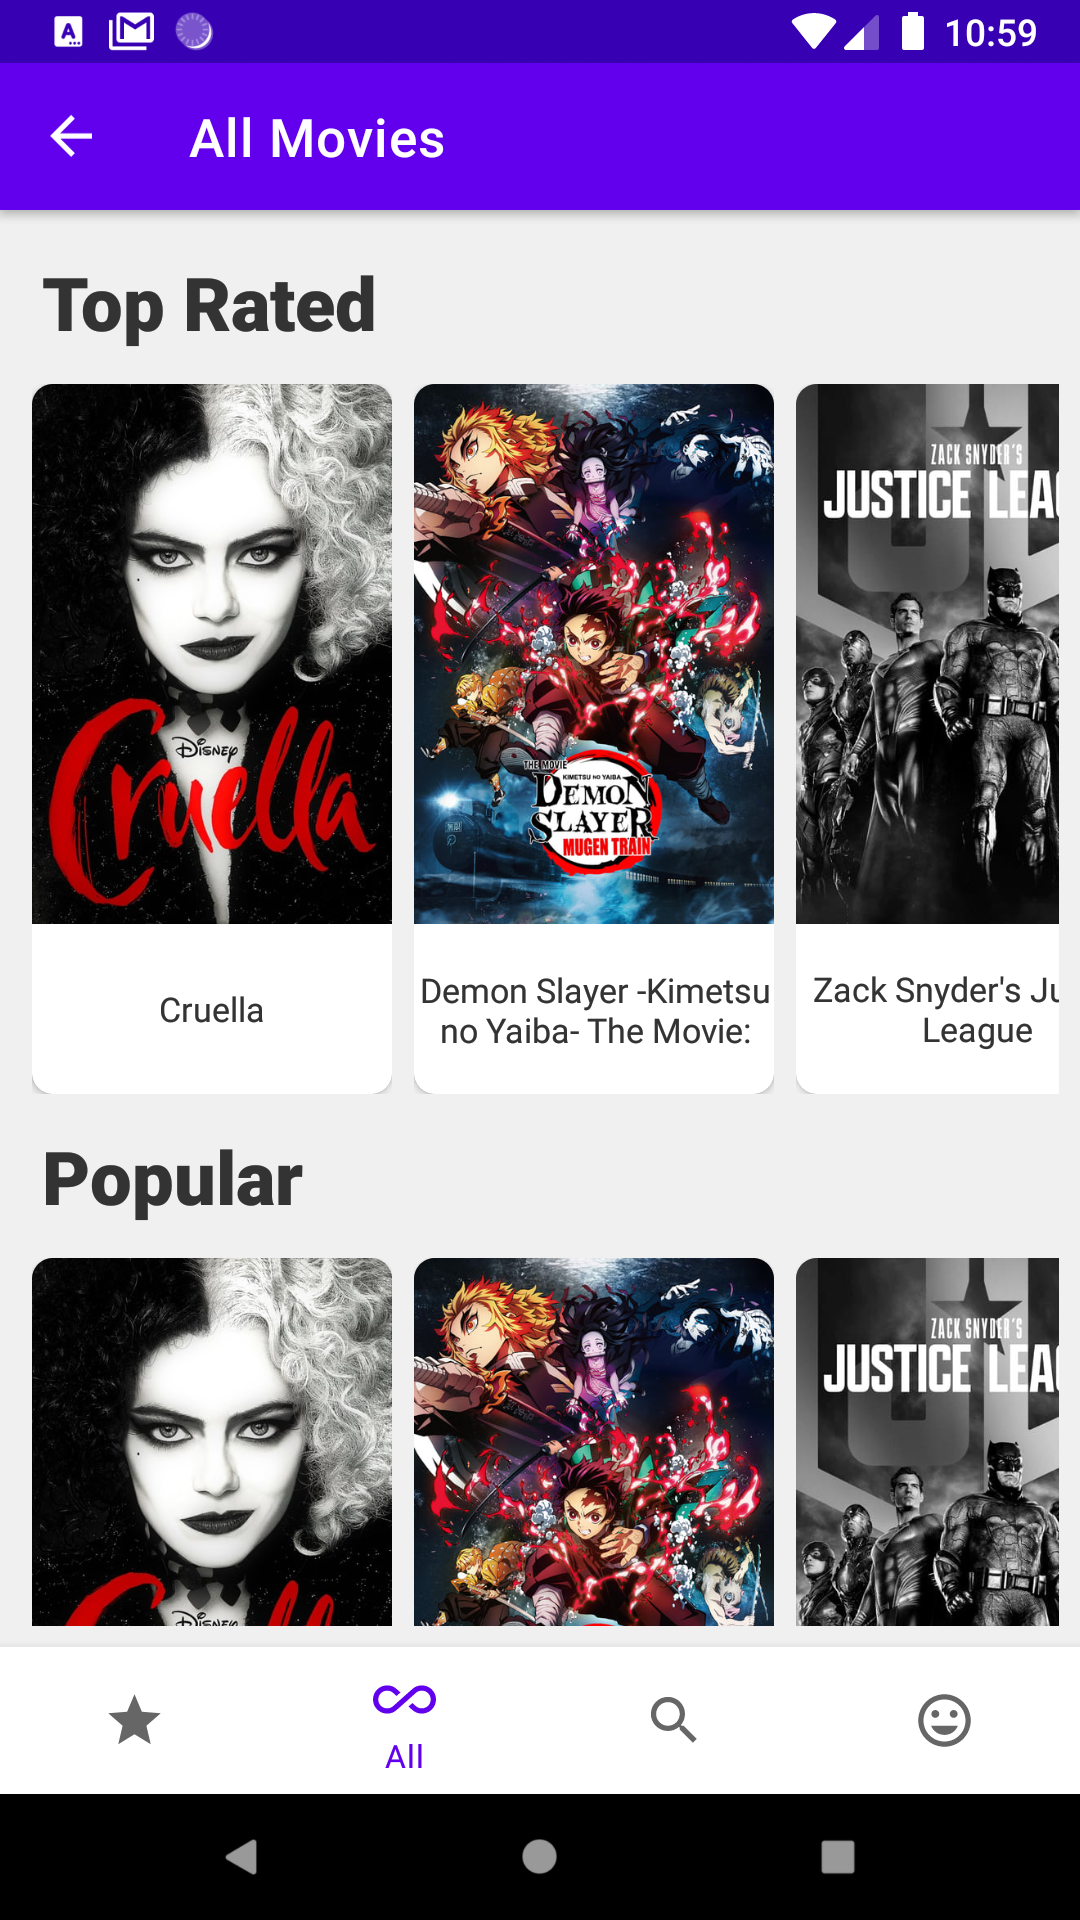 10:59
All Movies
Top Rated
Disney
Cruella
THE MOVIE
KIMETSU NO YAIBA
DEMON
SLAYER
MUGEN TRAIN
ZACK SNYDER'S
JUSTICE LEA
Cruella
Demon Slayer -Kimetsu
no Yaiba- The Movie:
Zack Snyder's Ju
League
Popular
Disney
ZACK SNYDER'S
JUSTICE LEA
All